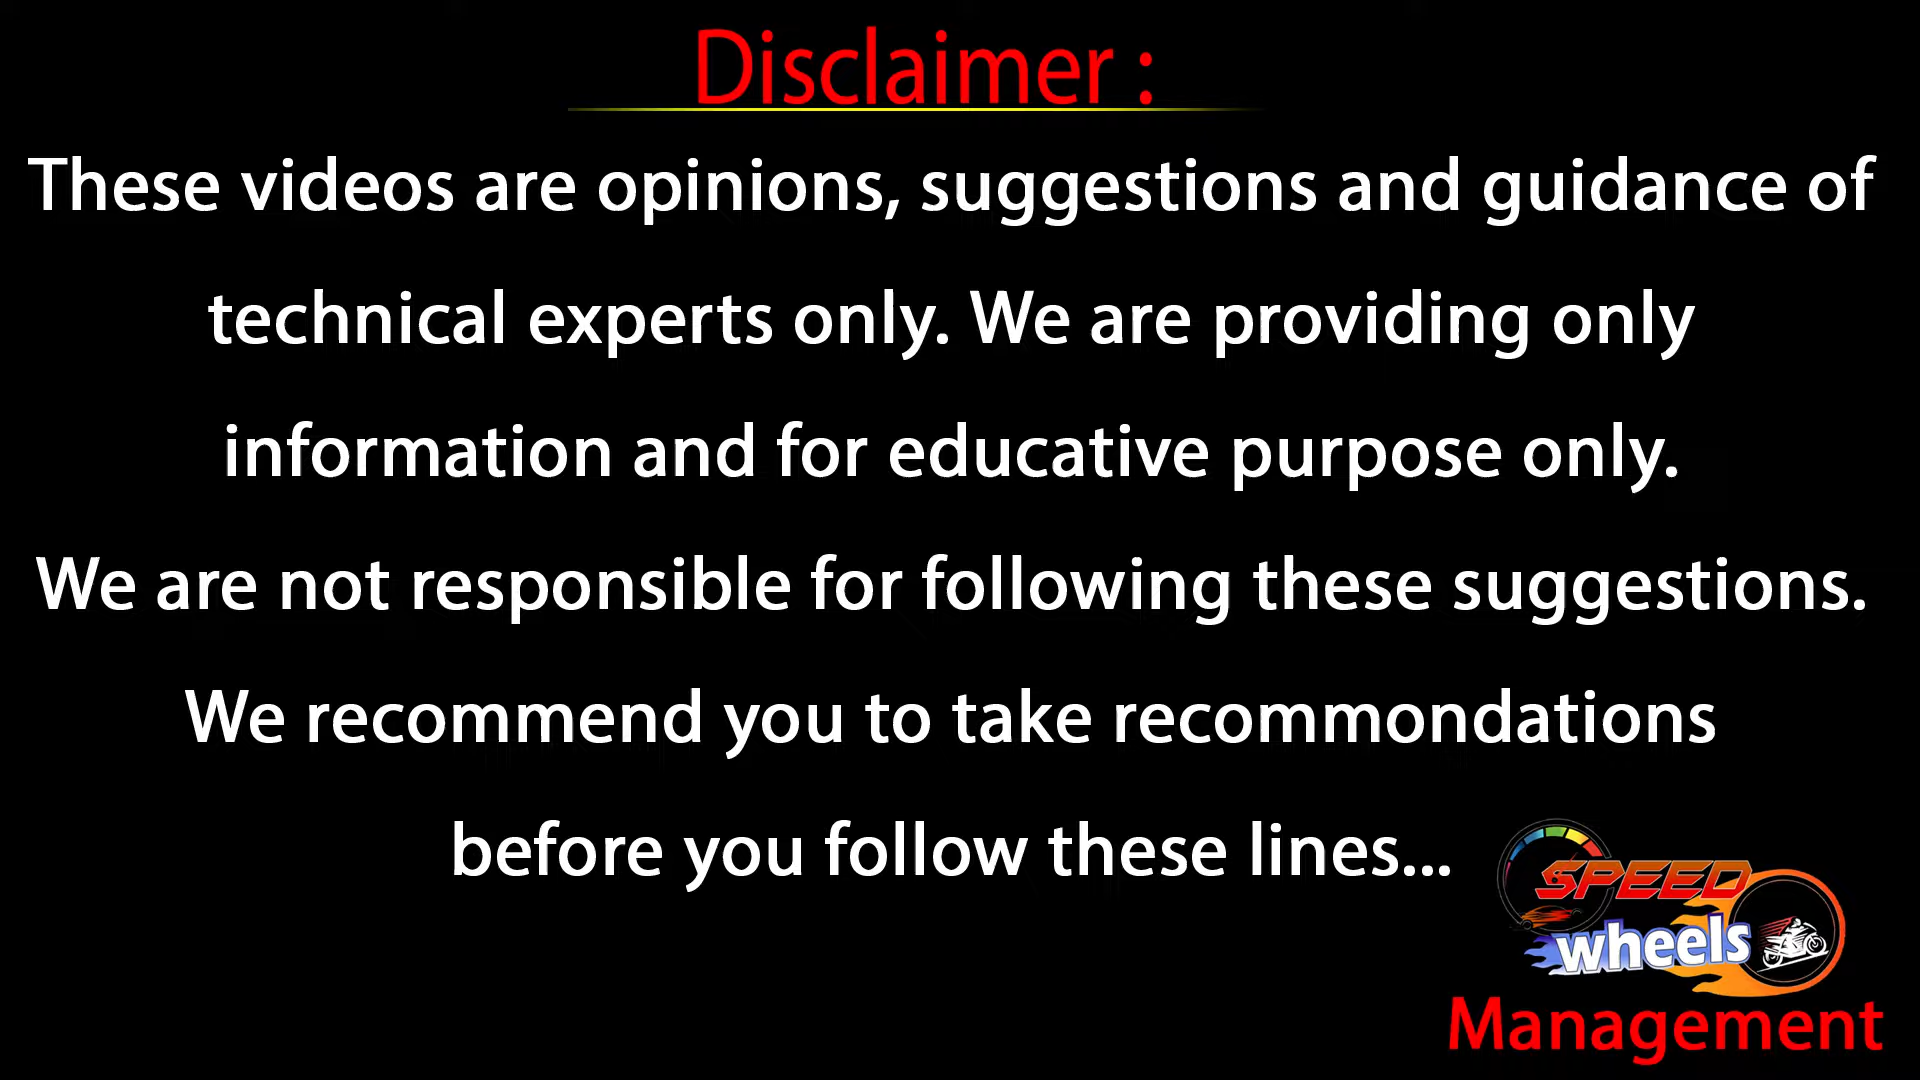 Disclaimer :
These videos are opinions, suggestions and guidance of
technical experts only. We are providing only
information and for educative purpose only.
We are not responsible for following these suggestions.
We recommend you to take recommondations
before you follow these lines...
SPEED
wheels
Management